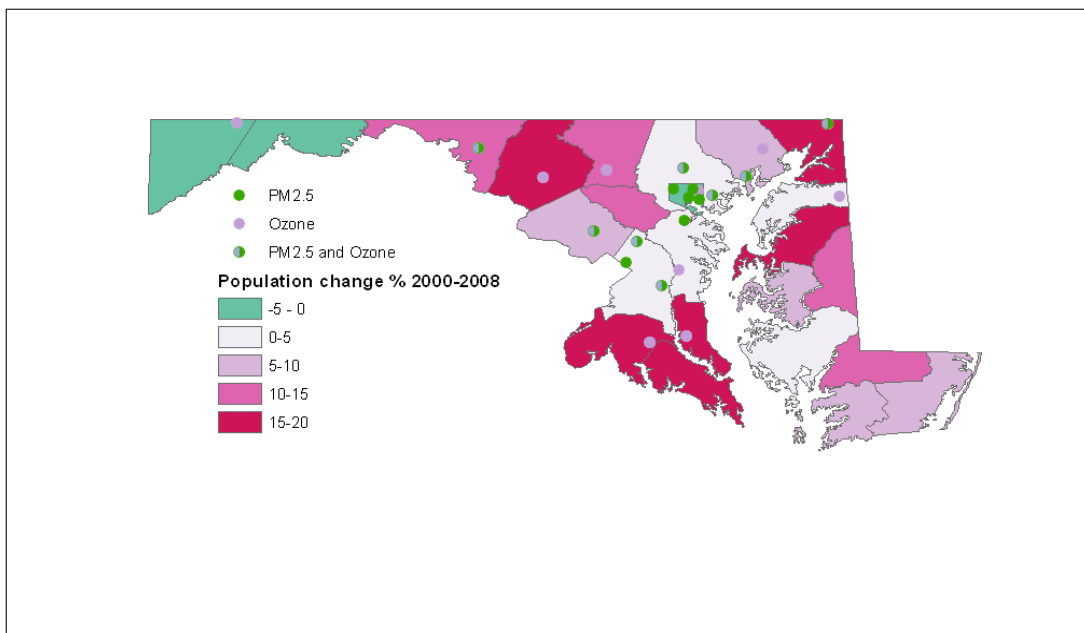 PM2.5
Ozone
PM2.5 and Ozone
Population change % 2000-2008
-5 - 0
0-5
5-10
10-15
15-20